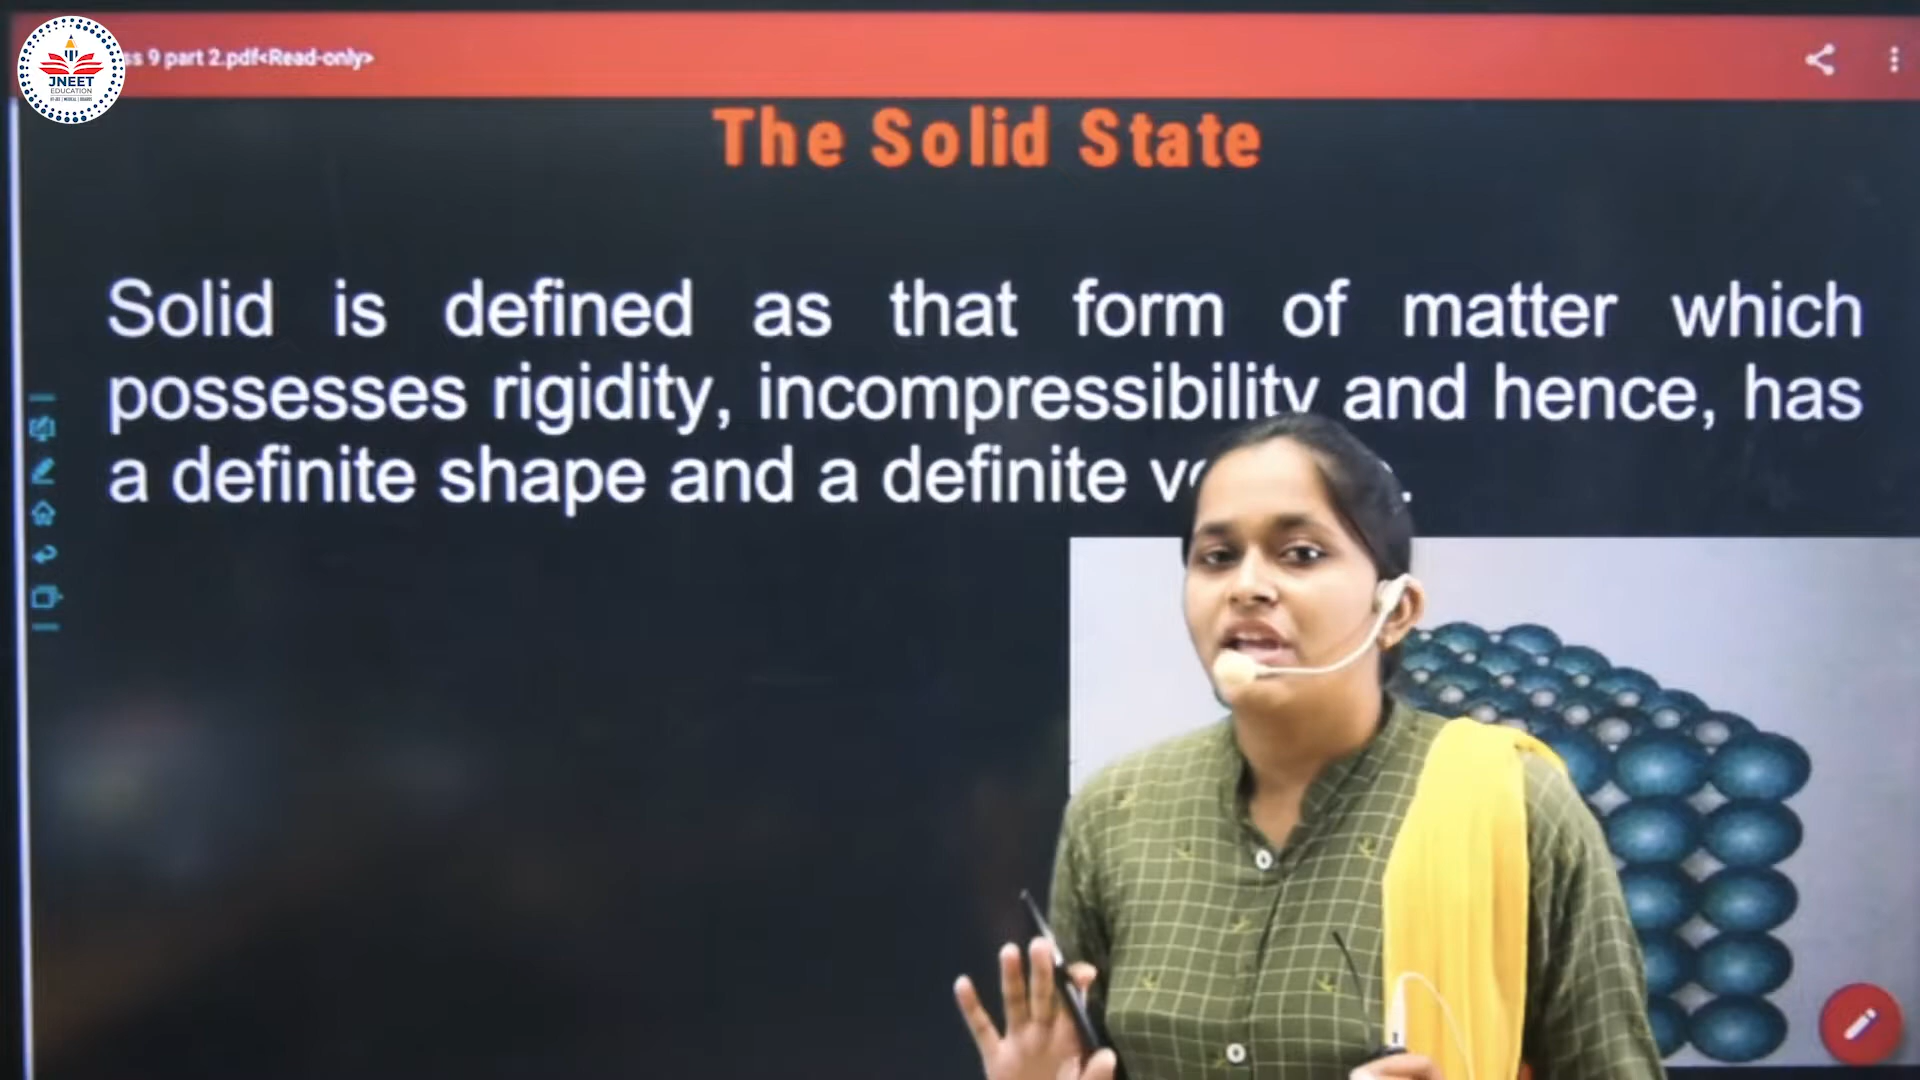 JNEET
EDUCATION
ss 9 part 2.pdf<Read-only>
The Solid State
Solid is defined as that form of matter which
possesses rigidity, incompressibility and hence, has
a definite shape and a definite